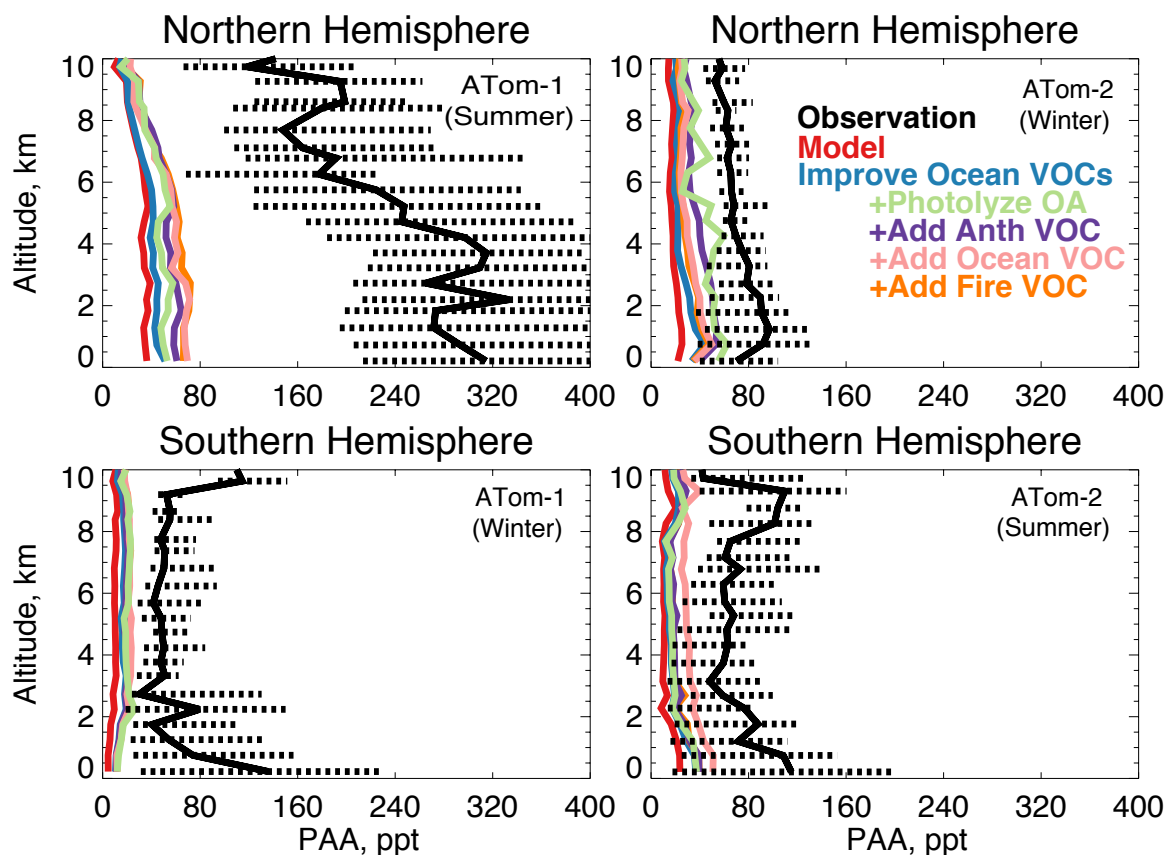 Northern Hemisphere
Northern Hemisphere
10
8
6
4
2
0
Altitude, km
ATom-1
(Summer)
0
80
160
240
320
400
10
8
6
4
2
0
ATom-2
(Winter)
Observation
Model
Improve Ocean VOCs
+Photolyze OA
+Add Anth VOC
+Add Ocean VOC
+Add Fire VOC
0
80
160
240
320
400
Southern Hemisphere
Southern Hemisphere
10
8
6
4
2
0
Altitude, km
ATom-1
(Winter)
0
80
160
240
320
400
PAA, ppt
10
8
6
4
2
0
ATom-2
(Summer)
0
80
160
240
320
400
PAA, ppt